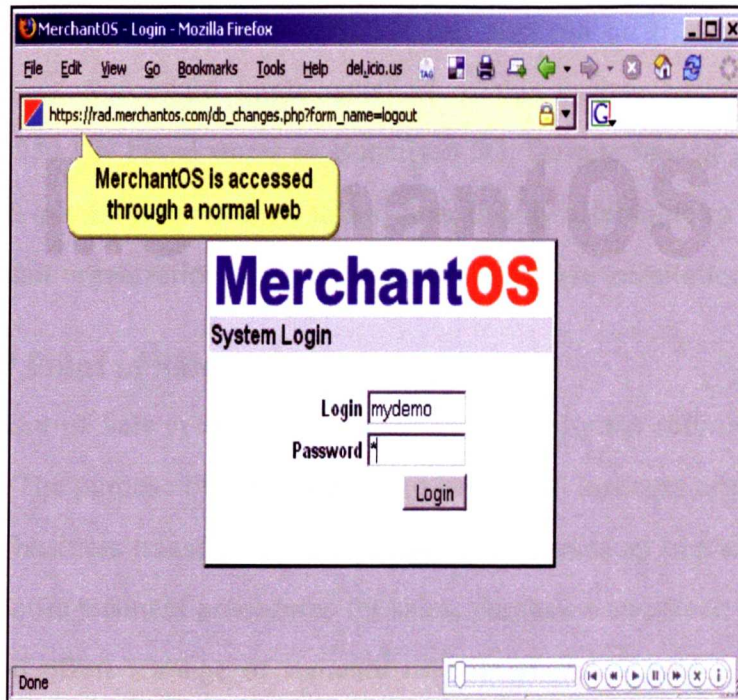 MerchantOS - Login - Mozilla Firefox
File Edit View Go Bookmarks Tools Help del.icio.us TAG
https://rad.merchantos.com/db_changes.php?form_name=logout G
MerchantOS is accessed
through a normal web
MerchantOS
System Login
Login mydemo
Password *
Login
Done